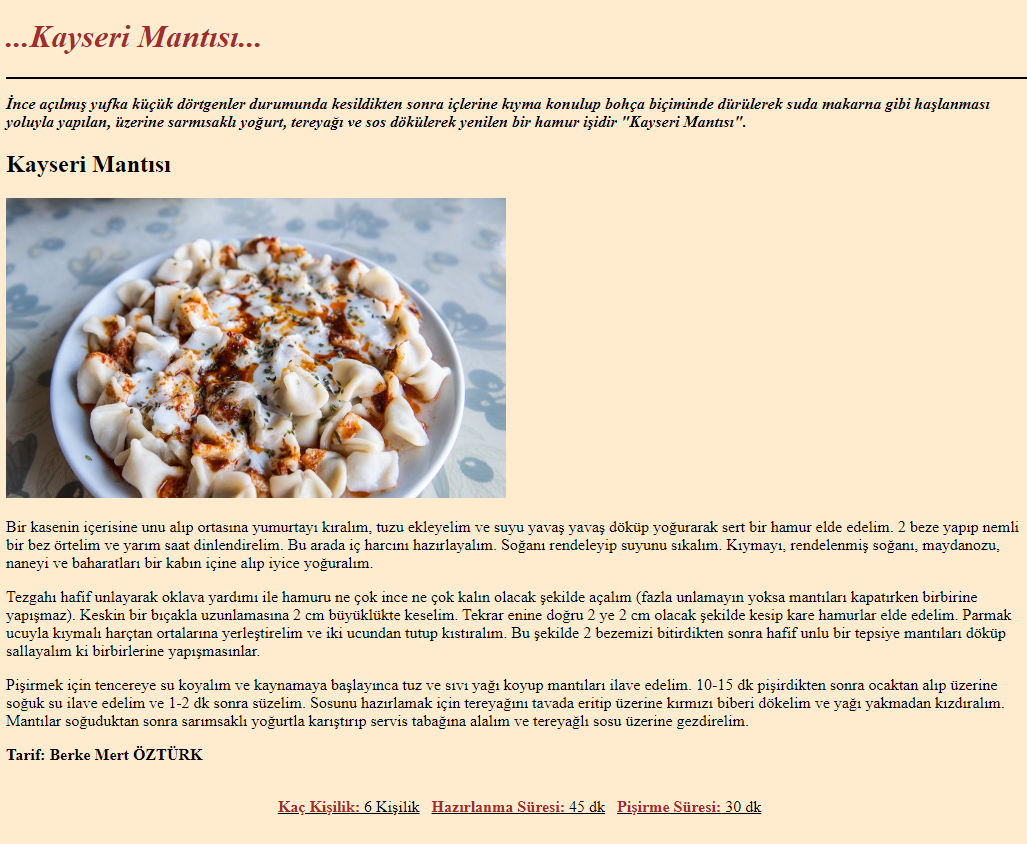 ...Kayseri Mantısı...
İnce açılmış yufka küçük dörtgenler durumunda kesildikten sonra içlerine kıyma konulup bohça biçiminde dürülerek suda makarna gibi haşlanması
yoluyla yapılan, üzerine sarmısaklı yoğurt, tereyağı ve sos dökülerek yenilen bir hamur işidir "Kayseri Mantısı".
Kayseri Mantısı
Bir kasenin içerisine unu alıp ortasına yumurtayı kıralım, tuzu ekleyelim ve suyu yavaş yavaş döküp yoğurarak sert bir hamur elde edelim. 2 beze yapıp nemli
bir bez örtelim ve yarım saat dinlendirelim. Bu arada iç harcını hazırlayalım. Soğanı rendeleyip suyunu sıkalım. Kıymayı, rendelenmiş soğanı, maydanozu,
naneyi ve baharatları bir kabın içine alıp iyice yoğuralım.
Tezgahı hafif unlayarak oklava yardımı ile hamuru ne çok ince ne çok kalın olacak şekilde açalım (fazla unlamayın yoksa mantıları kapatırken birbirine
yapışmaz). Keskin bir bıçakla uzunlamasına 2 cm büyüklükte keselim. Tekrar enine doğru 2 ye 2 cm olacak şekilde kesip kare hamurlar elde edelim. Parmak
ucuyla kıymalı harçtan ortalarına yerleştirelim ve iki ucundan tutup kıstıralım. Bu şekilde 2 bezemizi bitirdikten sonra hafif unlu bir tepsiye mantıları döküp
sallayalım ki birbirlerine yapışmasınlar.
Pişirmek için tencereye su koyalım ve kaynamaya başlayınca tuz ve sıvı yağı koyup mantıları ilave edelim. 10-15 dk pişirdikten sonra ocaktan alıp üzerine
soğuk su ilave edelim ve 1-2 dk sonra süzelim. Sosunu hazırlamak için tereyağını tavada eritip üzerine kırmızı biberi dökelim ve yağı yakmadan kızdıralım.
Mantılar soğuduktan sonra sarımsaklı yoğurtla karıştırıp servis tabağına alalım ve tereyağlı sosu üzerine gezdirelim.
Tarif: Berke Mert ÖZTÜRK
Kaç Kişilik: 6 Kişilik Hazırlanma Süresi: 45 dk Pişirme Süresi: 30 dk